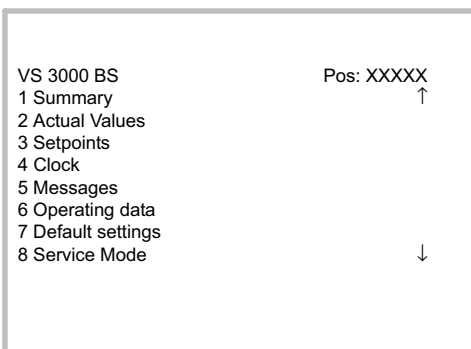 VS 3000 BS Pos: XXXXX
1 Summary ↑
2 Actual Values
3 Setpoints
4 Clock
5 Messages
6 Operating data
7 Default settings
8 Service Mode ↓